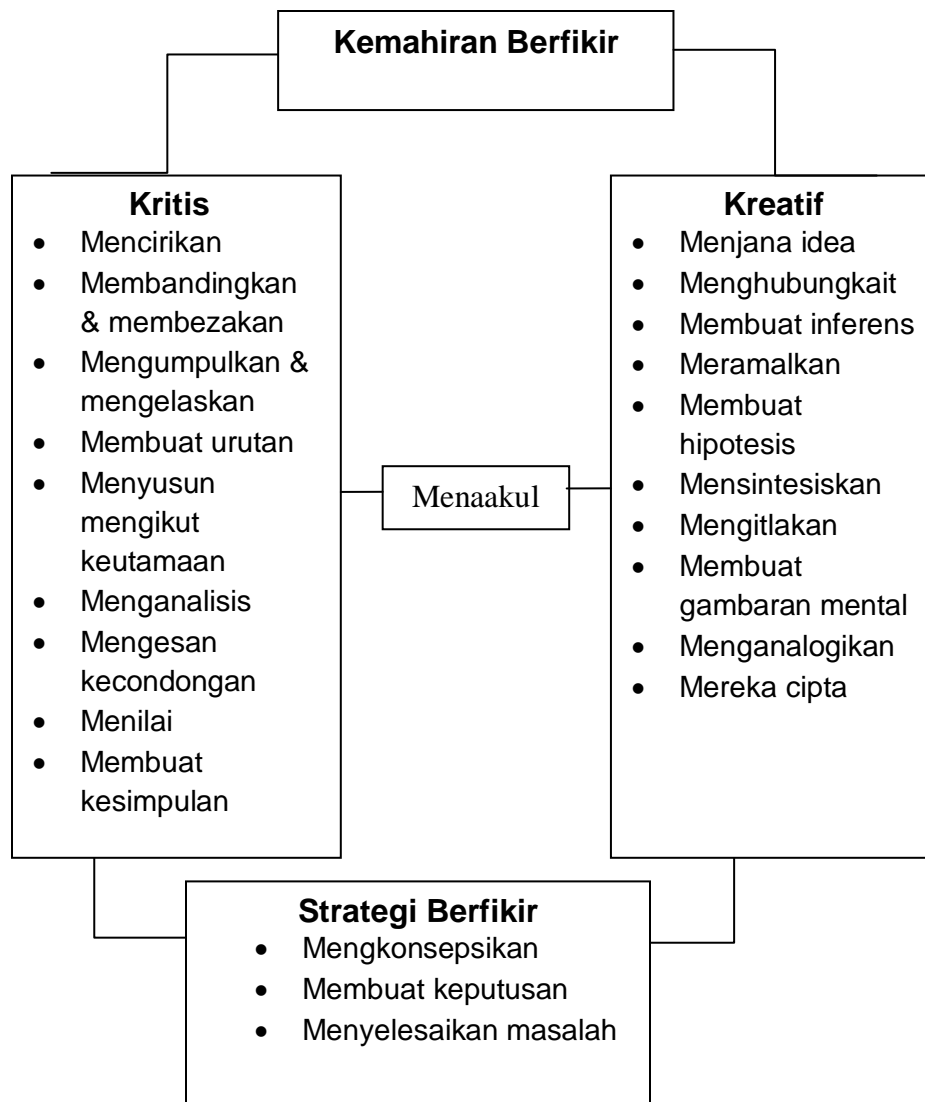 Kemahiran Berfikir
Kritis
• Mencirikan
• Membandingkan
& membezakan
• Mengumpulkan &
mengelaskan
• Membuat urutan
• Menyusun
mengikut
keutamaan
• Menganalisis
• Mengesan
kecondongan
• Menilai
• Membuat
kesimpulan
Menaakul
Kreatif
• Menjana idea
• Menghubungkait
• Membuat inferens
• Meramalkan
• Membuat
hipotesis
• Mensintesiskan
• Mengitlakan
• Membuat
gambaran mental
• Menganalogikan
• Mereka cipta
Strategi Berfikir
• Mengkonsepsikan
• Membuat keputusan
• Menyelesaikan masalah